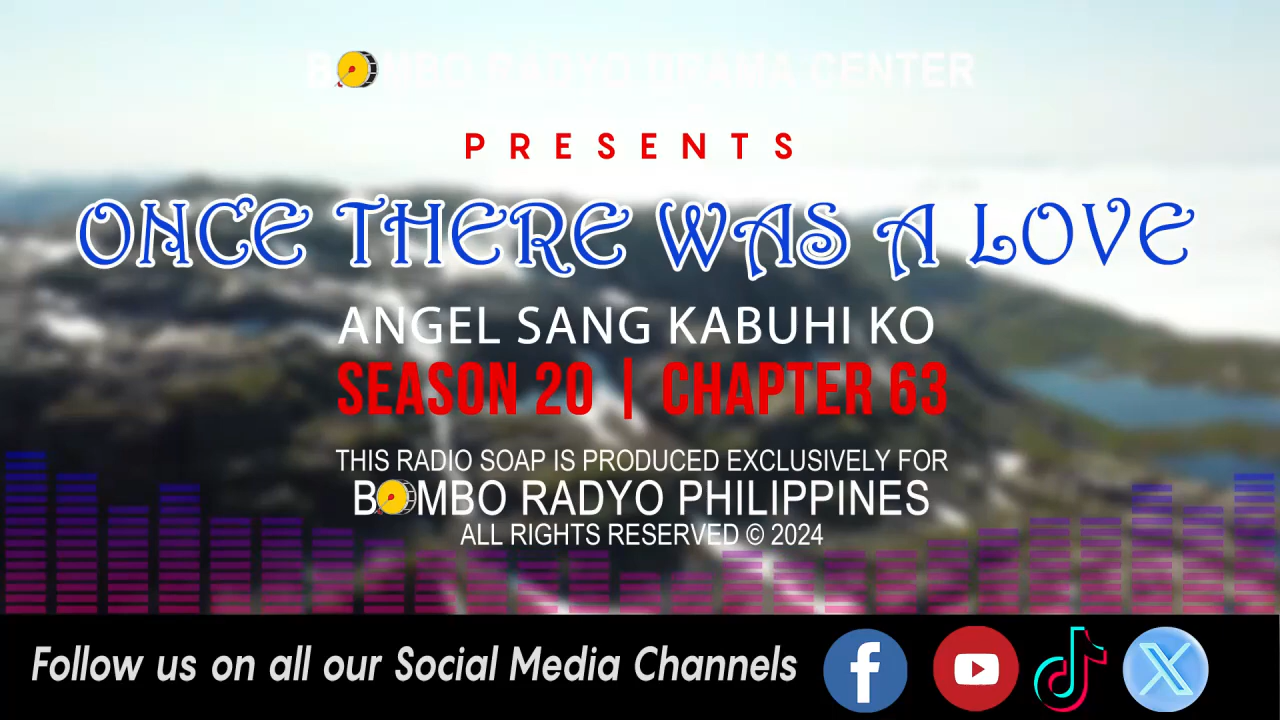 BOMBO RADYO DRAMA CENTER
PRESENTS
ONCE THERE WAS A LOVE
ANGEL SANG KABUHI KO
SEASON 20 | CHAPTER 63
THIS RADIO SOAP IS PRODUCED EXCLUSIVELY FOR
BOMBO RADYO PHILIPPINES
ALL RIGHTS RESERVED © 2024
Follow us on all our Social Media Channels